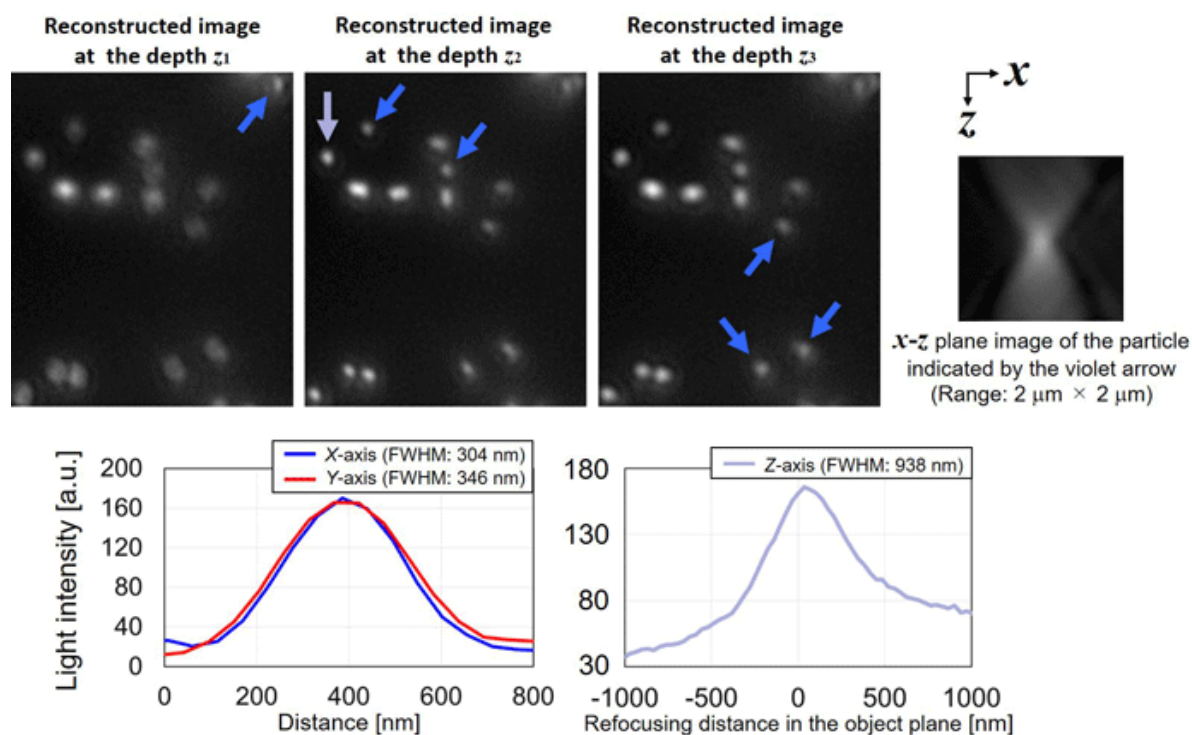 Reconstructed image
at the depth z1
Reconstructed image
at the depth z2
Reconstructed image
at the depth z3
x
z
x-z plane image of the particle
indicated by the violet arrow
(Range: 2 μm × 2 μm)
X-axis (FWHM: 304 nm)
Y-axis (FWHM: 346 nm)
Light intensity [a.u.]
200
160
120
80
40
0
0 200 400 600 800
Distance [nm]
Z-axis (FWHM: 938 nm)
180
130
80
30
-1000 -500 0 500 1000
Refocusing distance in the object plane [nm]